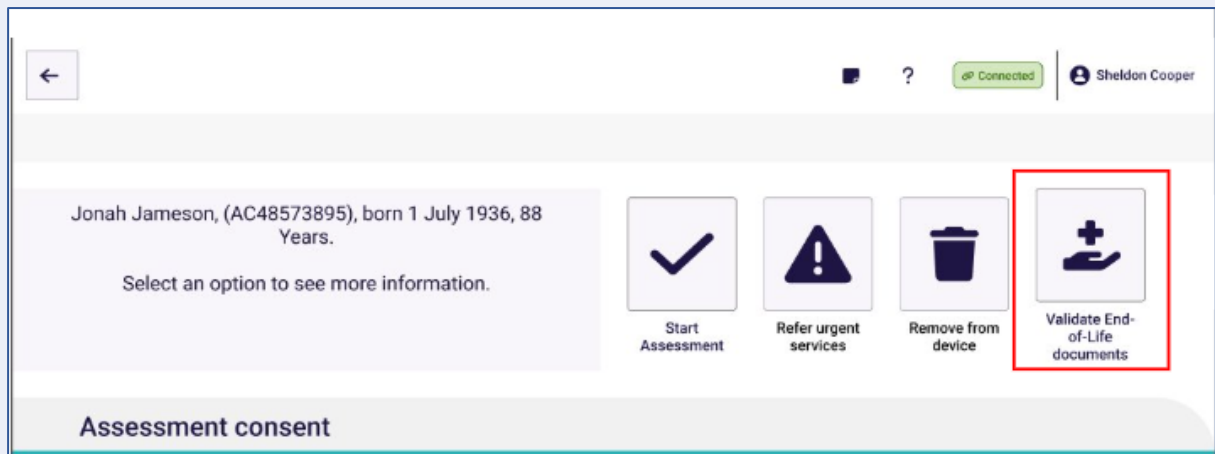 ? Connected Sheldon Cooper
Jonah Jameson, (AC48573895), born 1 July 1936, 88
Years.
Select an option to see more information.
Start
Assessment
Refer urgent
services
Remove from
device
Validate End-
of-Life
documents
Assessment consent